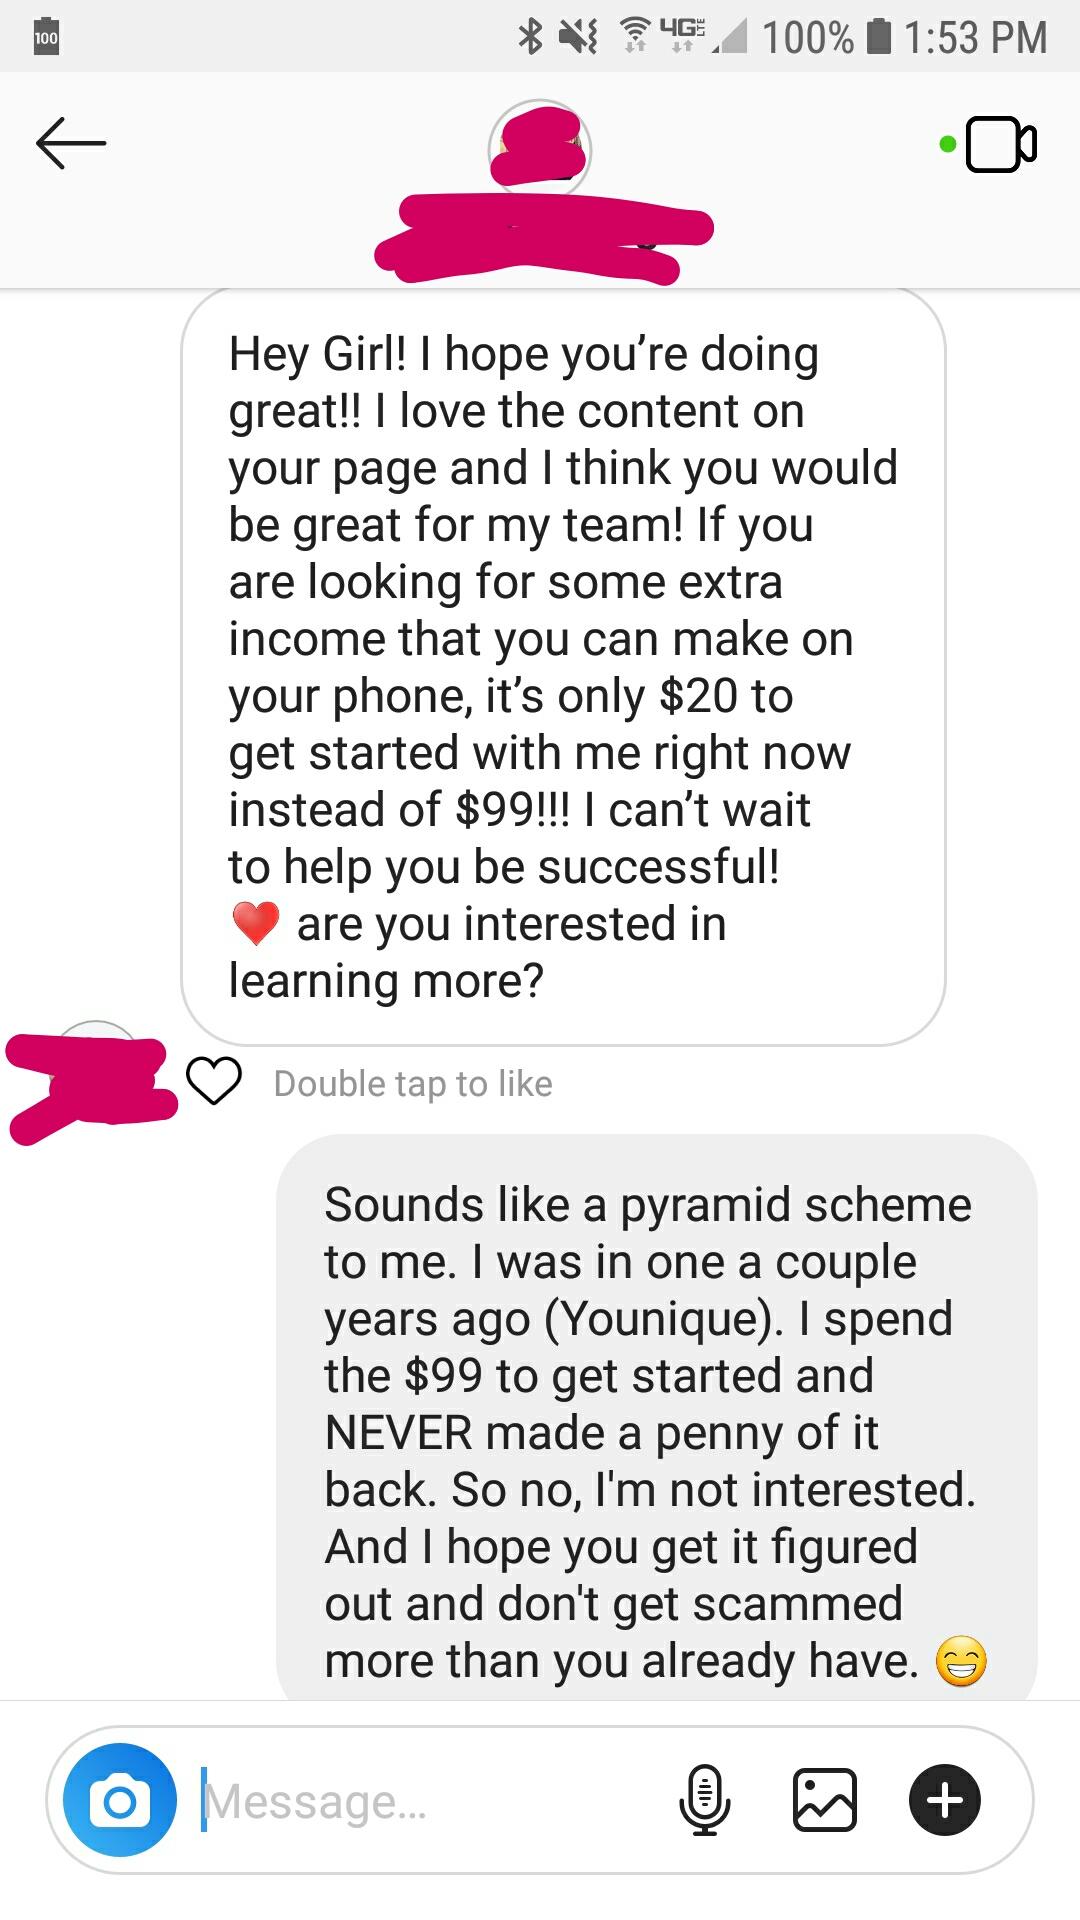 100
4G LTE 100% 1:53 PM
Hey Girl! I hope you’re doing
great!! I love the content on
your page and I think you would
be great for my team! If you
are looking for some extra
income that you can make on
your phone, it’s only $20 to
get started with me right now
instead of $99!!! I can’t wait
to help you be successful!
❤️ are you interested in
learning more?
Double tap to like
Sounds like a pyramid scheme
to me. I was in one a couple
years ago (Younique). I spend
the $99 to get started and
NEVER made a penny of it
back. So no, I'm not interested.
And I hope you get it figured
out and don't get scammed
more than you already have. 😁
Message...